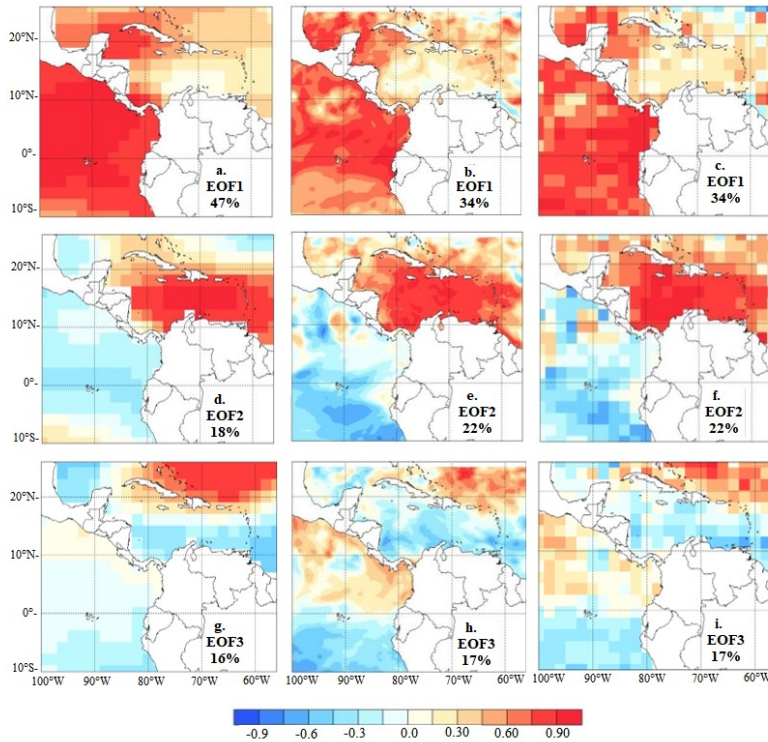 20°N-
10°N-
0°-
10°S-
a.
EOF1
47%
b.
EOF1
34%
c.
EOF1
34%
20°N-
10°N-
0°-
10°S-
d.
EOF2
18%
e.
EOF2
22%
f.
EOF2
22%
20°N-
10°N-
0°-
10°S-
g.
EOF3
16%
h.
EOF3
17%
i.
EOF3
17%
100°W 90°W 80°W 70°W 60°W 100°W 90°W 80°W 70°W 60°W 100°W 90°W 80°W 70°W 60°W
-0.9 -0.6 -0.3 0.0 0.30 0.60 0.90